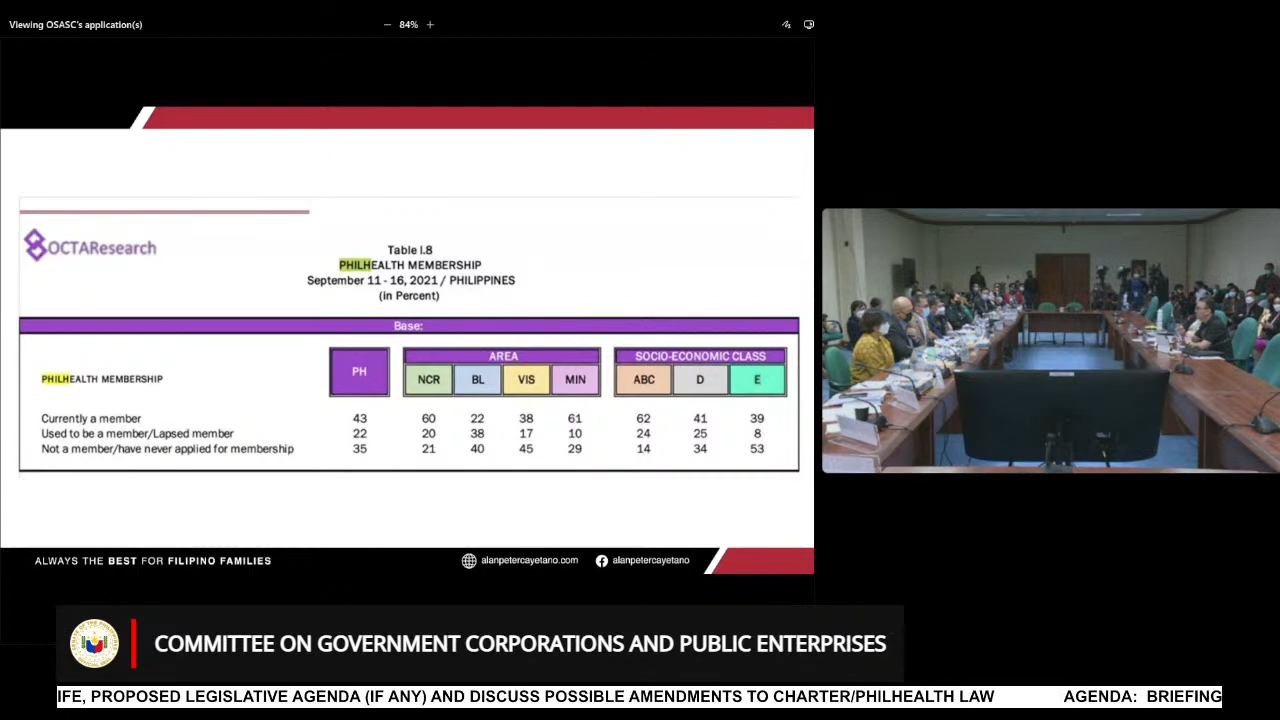 Viewing OSASC's application(s)
84%
OCTAResearch
Table I.8
PHILHEALTH MEMBERSHIP
September 11 - 16, 2021 / PHILIPPINES
(in Percent)
Base:
PHILHEALTH MEMBERSHIP
PH
AREA
SOCIO-ECONOMIC CLASS
NCR BL VIS MIN ABC D E
Currently a member 43 60 22 38 61 62 41 39
Used to be a member/Lapsed member 22 20 38 17 10 24 25 8
Not a member/have never applied for membership 35 21 40 45 29 14 34 53
ALWAYS THE BEST FOR FILIPINO FAMILIES
alanpetercayetano.com
alanpetercayetano
COMMITTEE ON GOVERNMENT CORPORATIONS AND PUBLIC ENTERPRISES
IFE, PROPOSED LEGISLATIVE AGENDA (IF ANY) AND DISCUSS POSSIBLE AMENDMENTS TO CHARTER/PHILHEALTH LAW AGENDA: BRIEFING